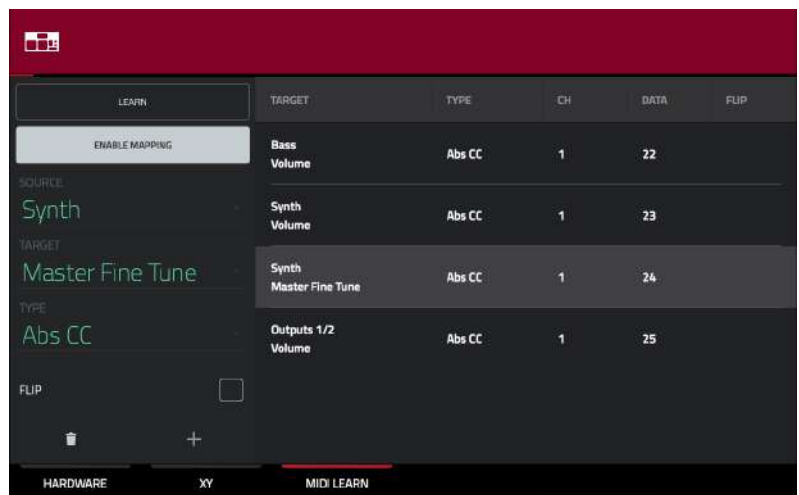 LEARN
ENABLE MAPPING
SOURCE
Synth
TARGET
Master Fine Tune
TYPE
Abs CC
FLIP
TARGET TYPE CH DATA FLIP
Bass
Volume Abs CC 1 22
Synth
Volume Abs CC 1 23
Synth
Master Fine Tune Abs CC 1 24
Outputs 1/2
Volume Abs CC 1 25
HARDWARE XY MIDI LEARN